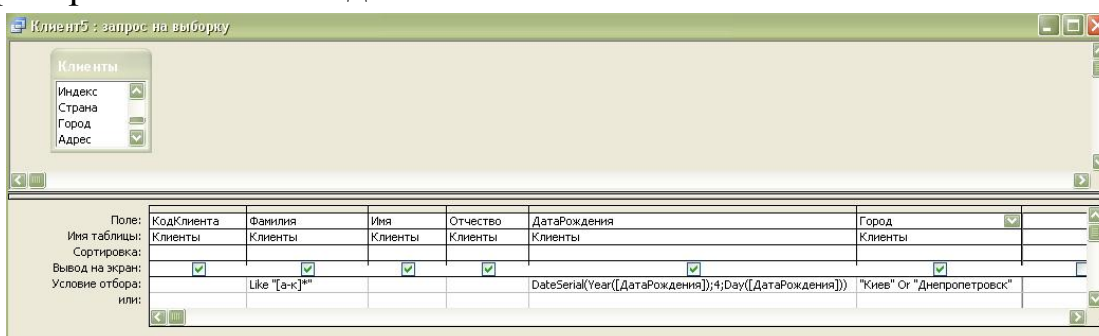 Клиент5 : запрос на выборку
Клиенты
Индекс
Страна
Город
Адрес
Поле: КодКлиента Фамилия Имя Отчество ДатаРождения Город
Имя таблицы: Клиенты Клиенты Клиенты Клиенты Клиенты Клиенты
Сортировка:
Вывод на экран:
Условие отбора: Like "[а-к]*" DateSerial(Year([ДатаРождения]);4;Day([ДатаРождения])) "Киев" Or "Днепропетровск"
или: